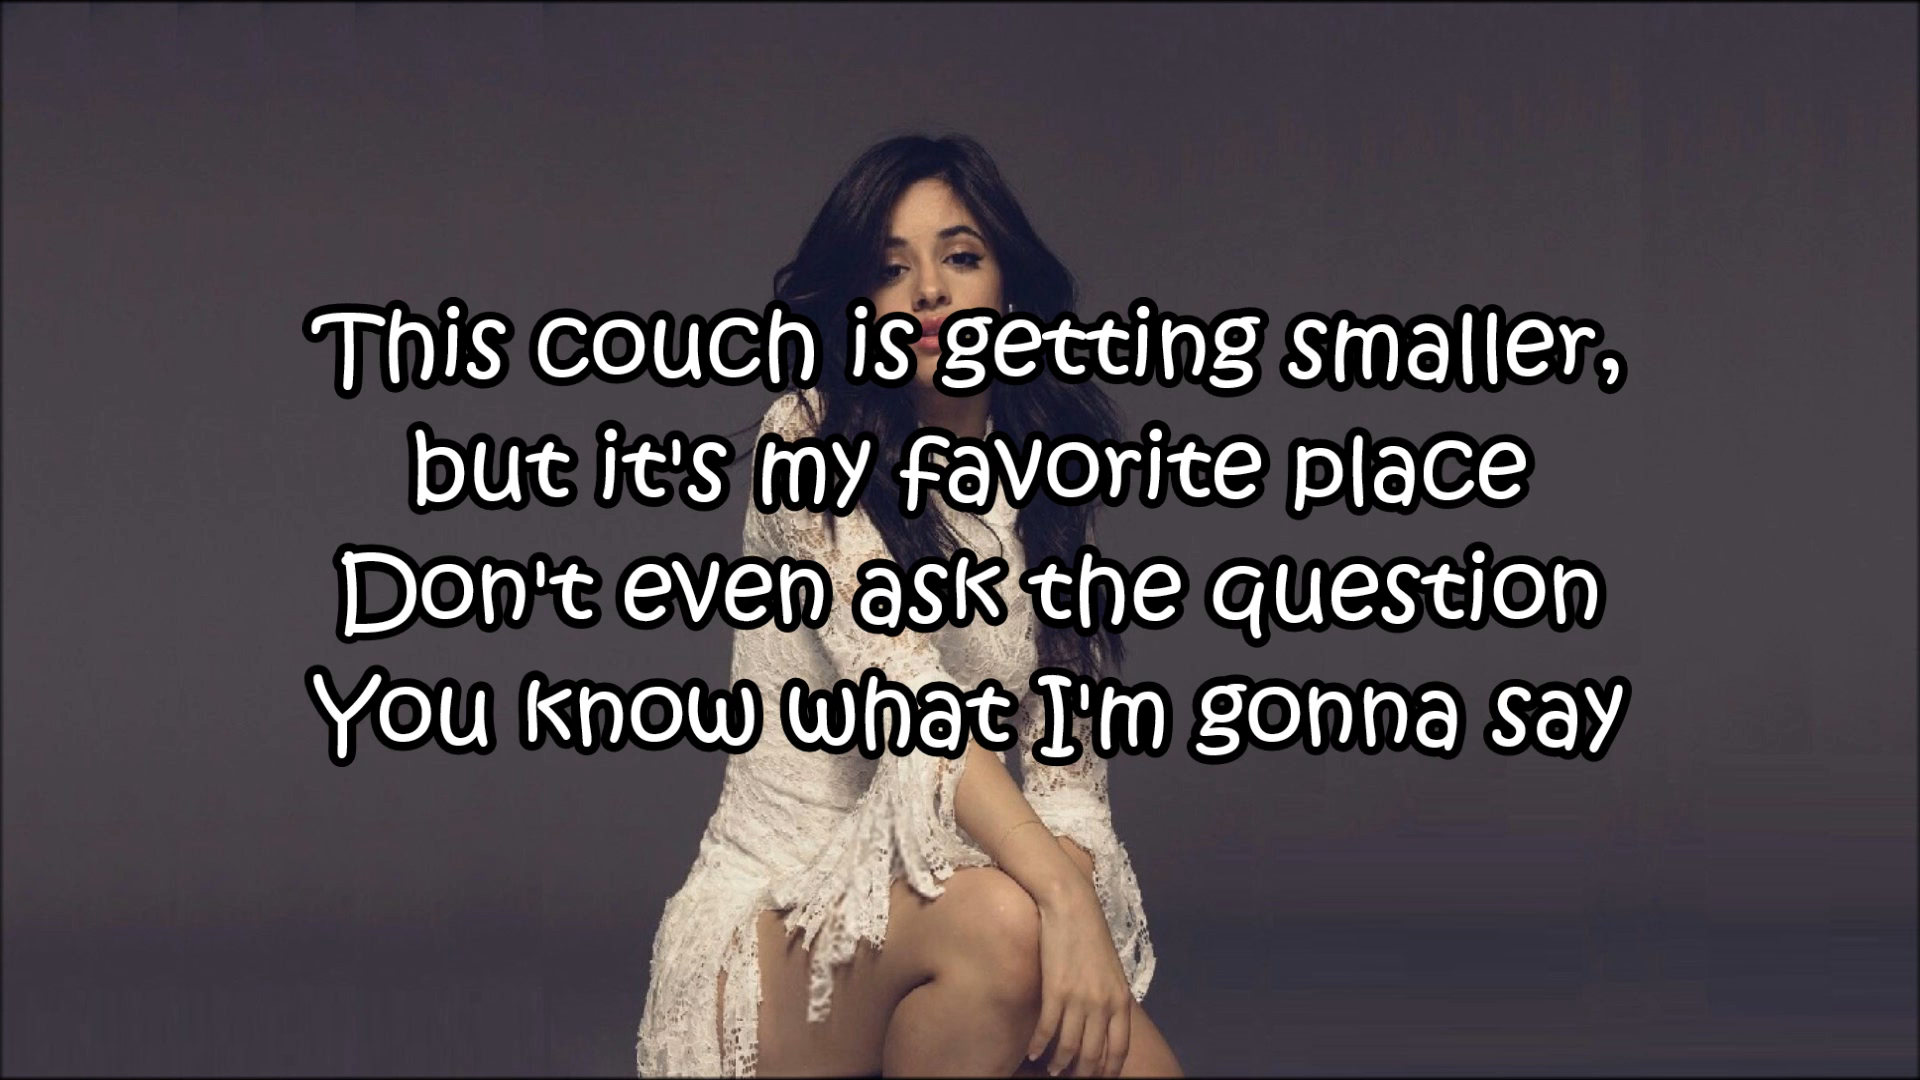 This couch is getting smaller,
but it's my favorite place
Don't even ask the question
You know what I'm gonna say